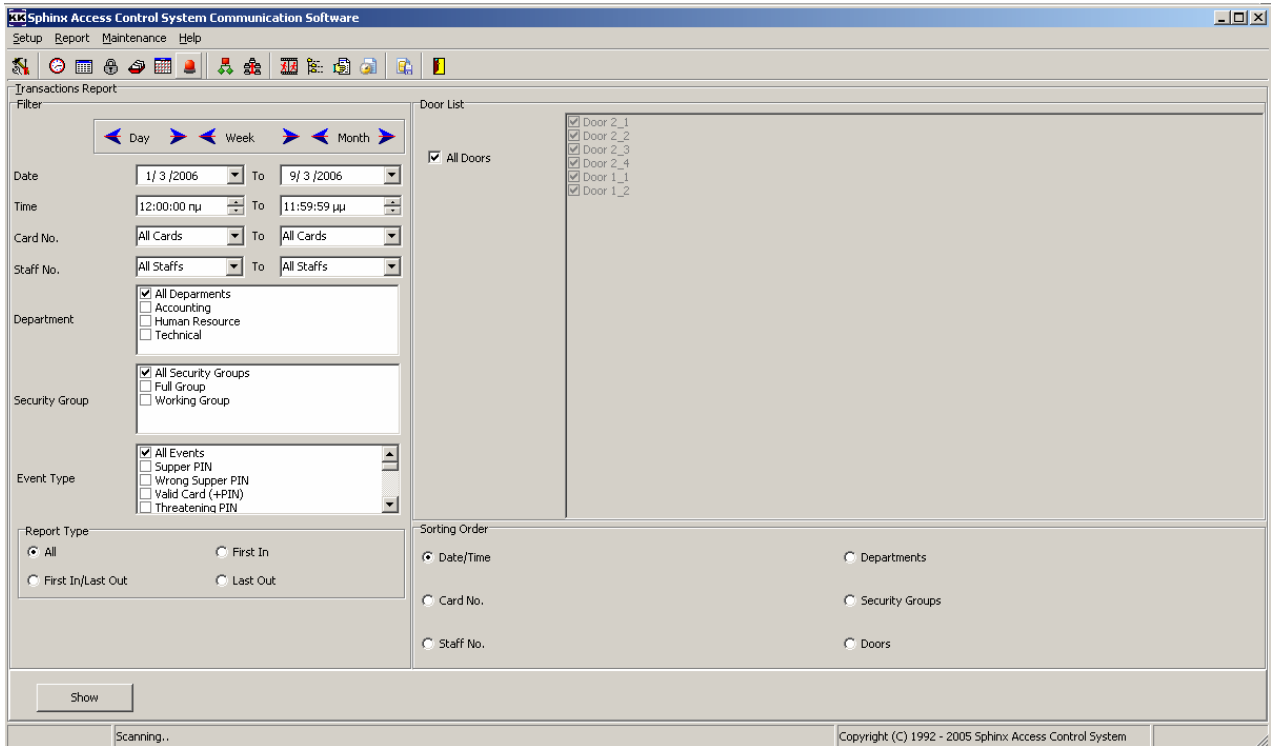 Sphinx Access Control System Communication Software
Setup Report Maintenance Help
Transactions Report
Filter
Day Week Month
Date 1/ 3 /2006 To 9/ 3 /2006
Time 12:00:00 πμ To 11:59:59 μμ
Card No. All Cards To All Cards
Staff No. All Staffs To All Staffs
Department
All Deparments
Accounting
Human Resource
Technical
Security Group
All Security Groups
Full Group
Working Group
Event Type
All Events
Supper PIN
Wrong Supper PIN
Valid Card (+PIN)
Threatening PIN
Report Type
All First In
First In/Last Out Last Out
Door List
All Doors
Door 2_1
Door 2_2
Door 2_3
Door 2_4
Door 1_1
Door 1_2
Sorting Order
Date/Time Departments
Card No. Security Groups
Staff No. Doors
Show
Scanning.. Copyright (C) 1992 - 2005 Sphinx Access Control System